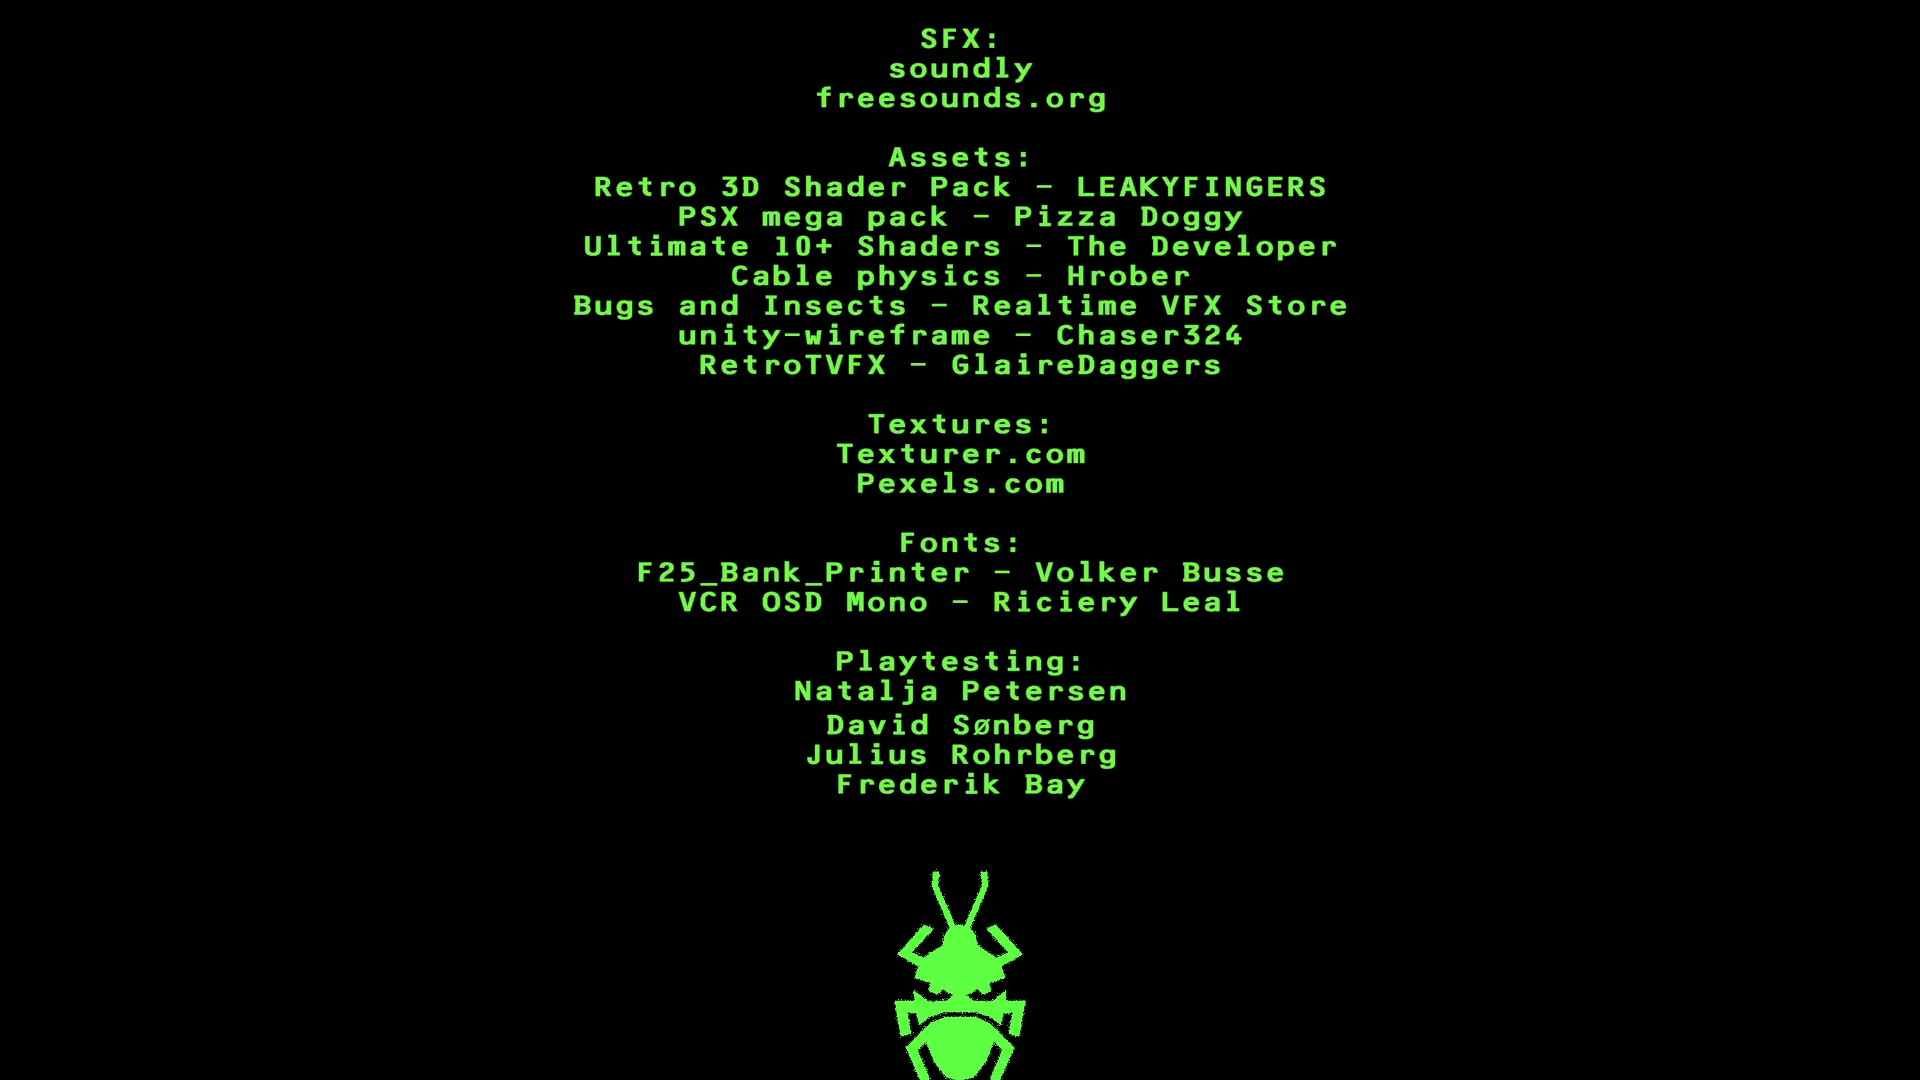 SFX:
soundly
freesounds.org
Assets:
Retro 3D Shader Pack - LEAKYFINGERS
PSX mega pack - Pizza Doggy
Ultimate 10+ Shaders - The Developer
Cable physics - Hrober
Bugs and Insects - Realtime VFX Store
unity-wireframe - Chaser324
RetroTVFX - GlaireDaggers
Textures:
Texturer.com
Pexels.com
Fonts:
F25_Bank_Printer - Volker Busse
VCR OSD Mono - Riciery Leal
Playtesting:
Natalja Petersen
David Sønberg
Julius Rohrberg
Frederik Bay